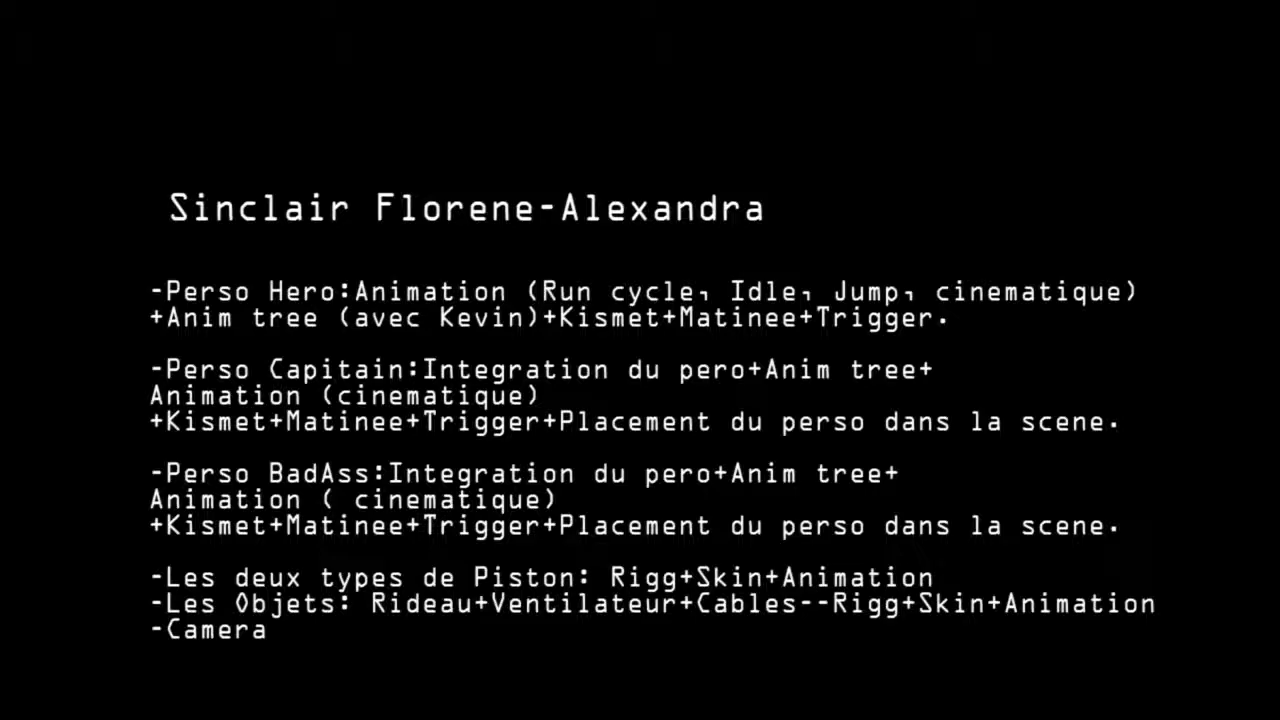 Sinclair Florene-Alexandra
-Perso Hero:Animation (Run cycle, Idle, Jump, cinematique)
+Anim tree (avec Kevin)+Kismet+Matinee+Trigger.
-Perso Capitain:Integration du pero+Anim tree+
Animation (cinematique)
+Kismet+Matinee+Trigger+Placement du perso dans la scene.
-Perso BadAss:Integration du pero+Anim tree+
Animation ( cinematique)
+Kismet+Matinee+Trigger+Placement du perso dans la scene.
-Les deux types de Piston: Rigg+Skin+Animation
-Les Objets: Rideau+Ventilateur+Cables--Rigg+Skin+Animation
-Camera